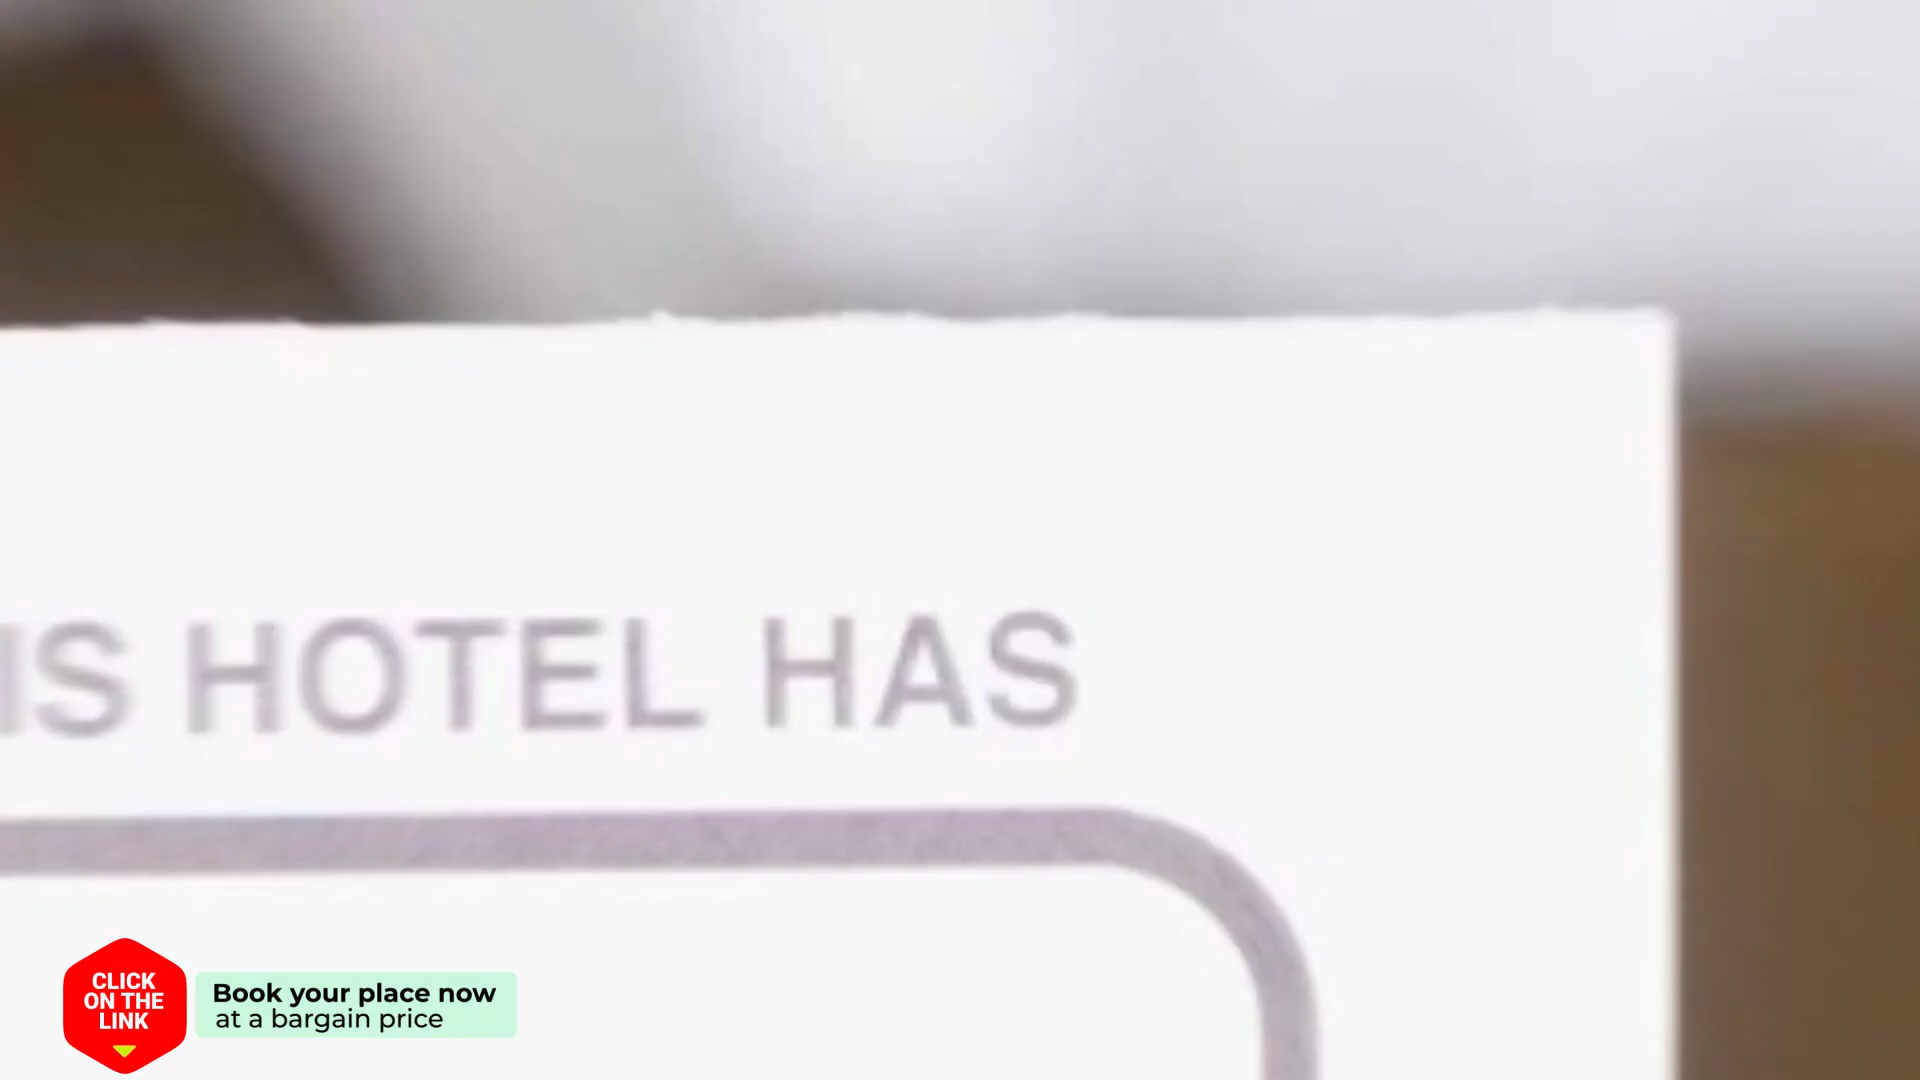 IS HOTEL HAS
CLICK
ON THE
LINK
Book your place now
at a bargain price